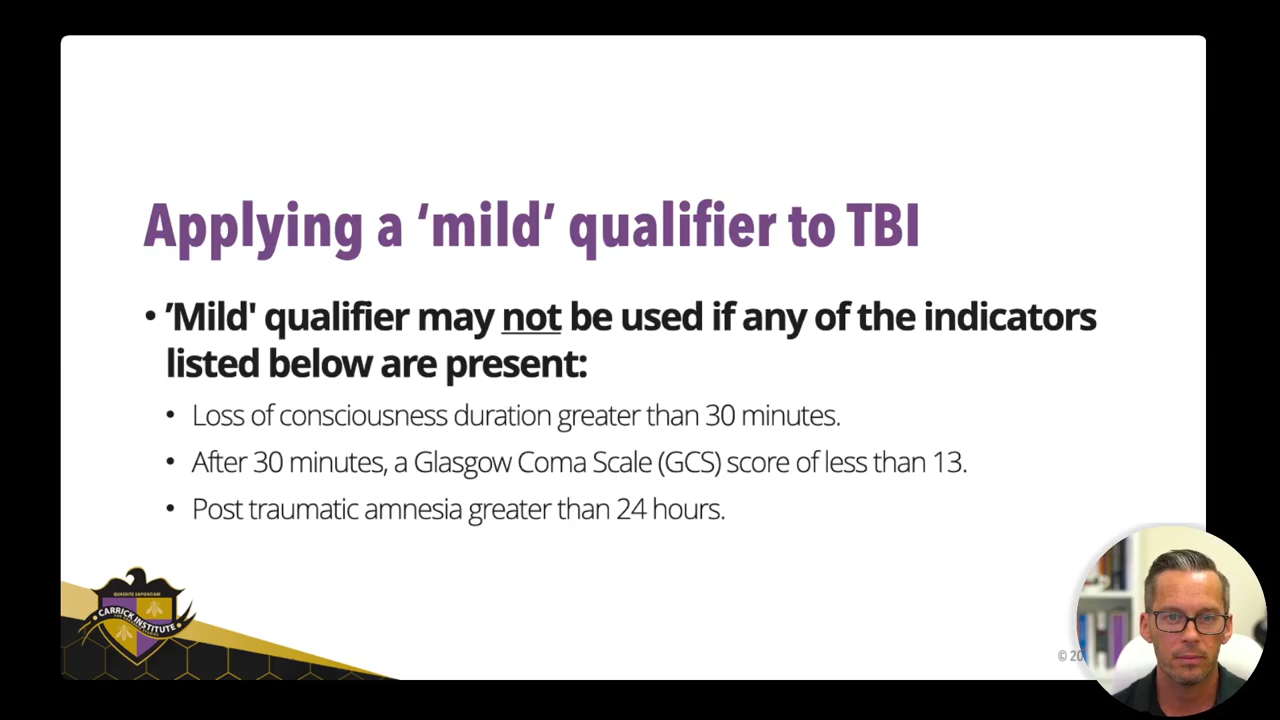 Applying a ‘mild’ qualifier to TBI
• ’Mild' qualifier may not be used if any of the indicators
listed below are present:
• Loss of consciousness duration greater than 30 minutes.
• After 30 minutes, a Glasgow Coma Scale (GCS) score of less than 13.
• Post traumatic amnesia greater than 24 hours.
CARRICK INSTITUTE
© 20